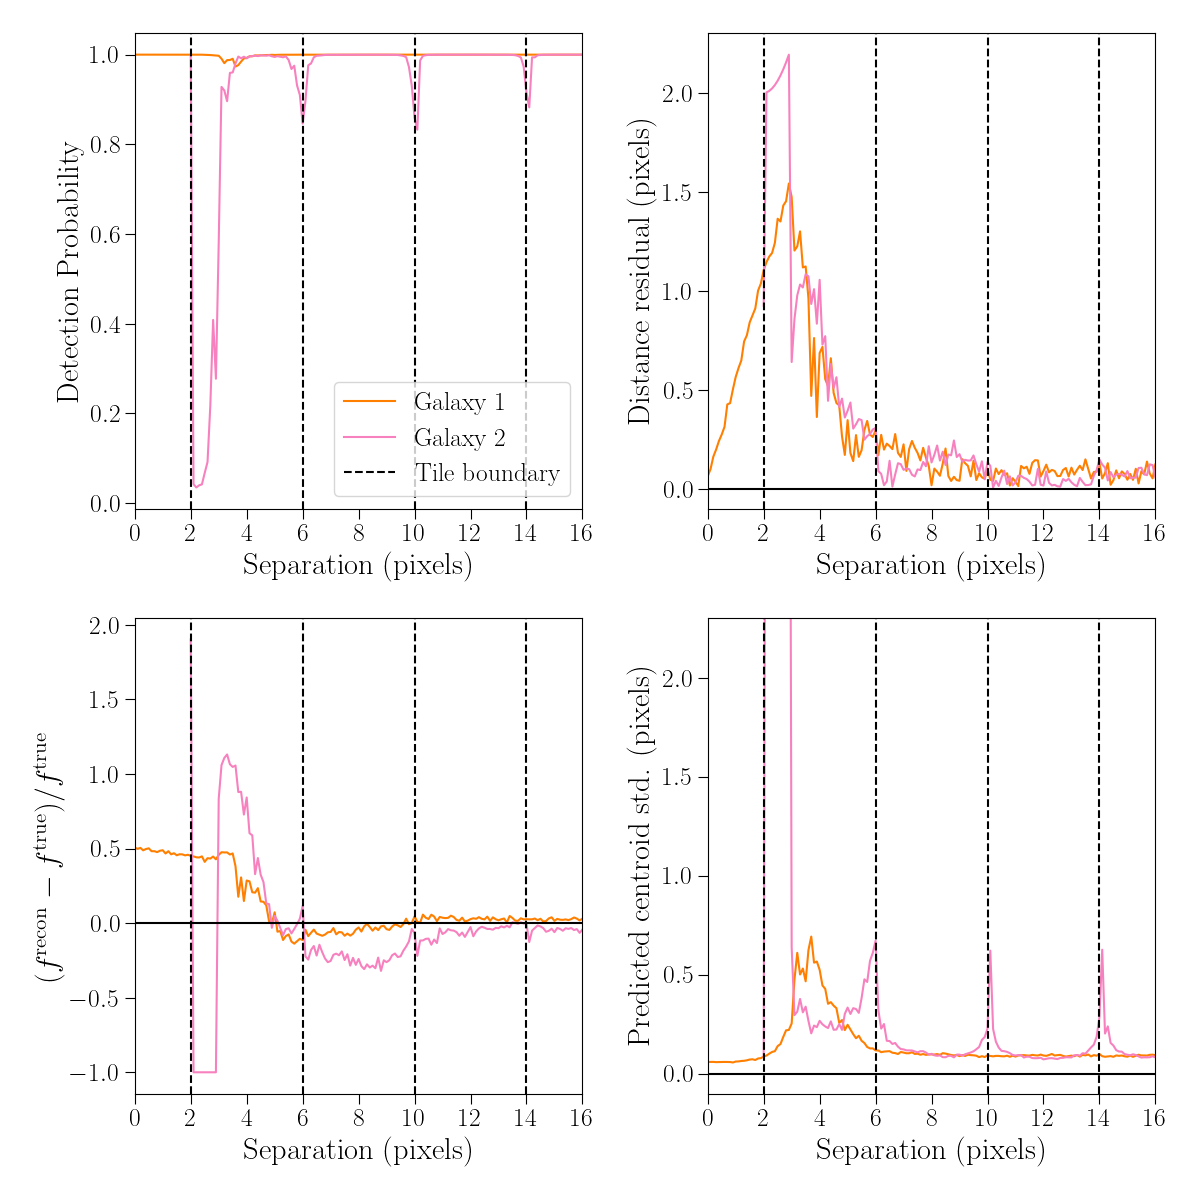 1.0
0.8
0.6
0.4
0.2
0.0
Detection Probability
Galaxy 1
Galaxy 2
Tile boundary
0 2 4 6 8 10 12 14 16
Separation (pixels)
2.0
1.5
1.0
0.5
0.0
Distance residual (pixels)
0 2 4 6 8 10 12 14 16
Separation (pixels)
2.0
1.5
1.0
0.5
0.0
−0.5
−1.0
(f^recon − f^true)/f^true
0 2 4 6 8 10 12 14 16
Separation (pixels)
2.0
1.5
1.0
0.5
0.0
Predicted centroid std. (pixels)
0 2 4 6 8 10 12 14 16
Separation (pixels)